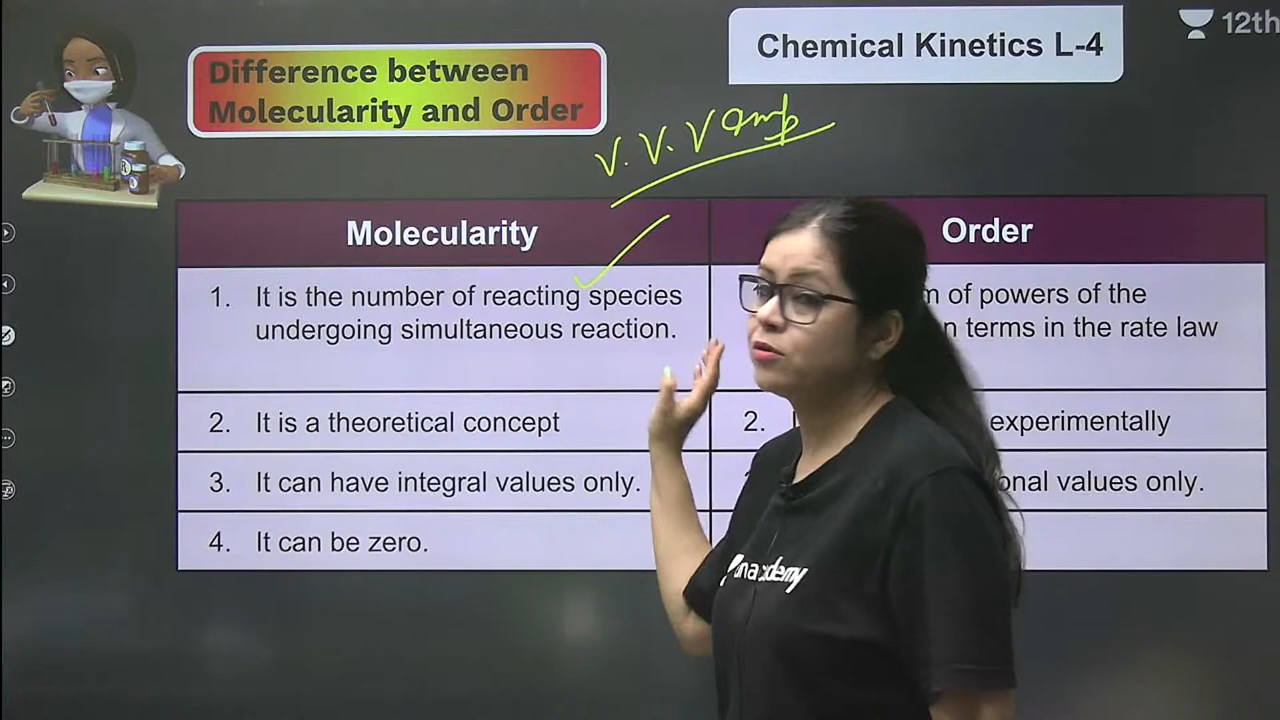 Chemical Kinetics L-4
12th
Difference between
Molecularity and Order
V. V. V
Molecularity
Order
1. It is the number of reacting species
undergoing simultaneous reaction.
of powers of the
terms in the rate law
2. It is a theoretical concept
2.
experimentally
3. It can have integral values only.
values only.
4. It can be zero.
unacademy